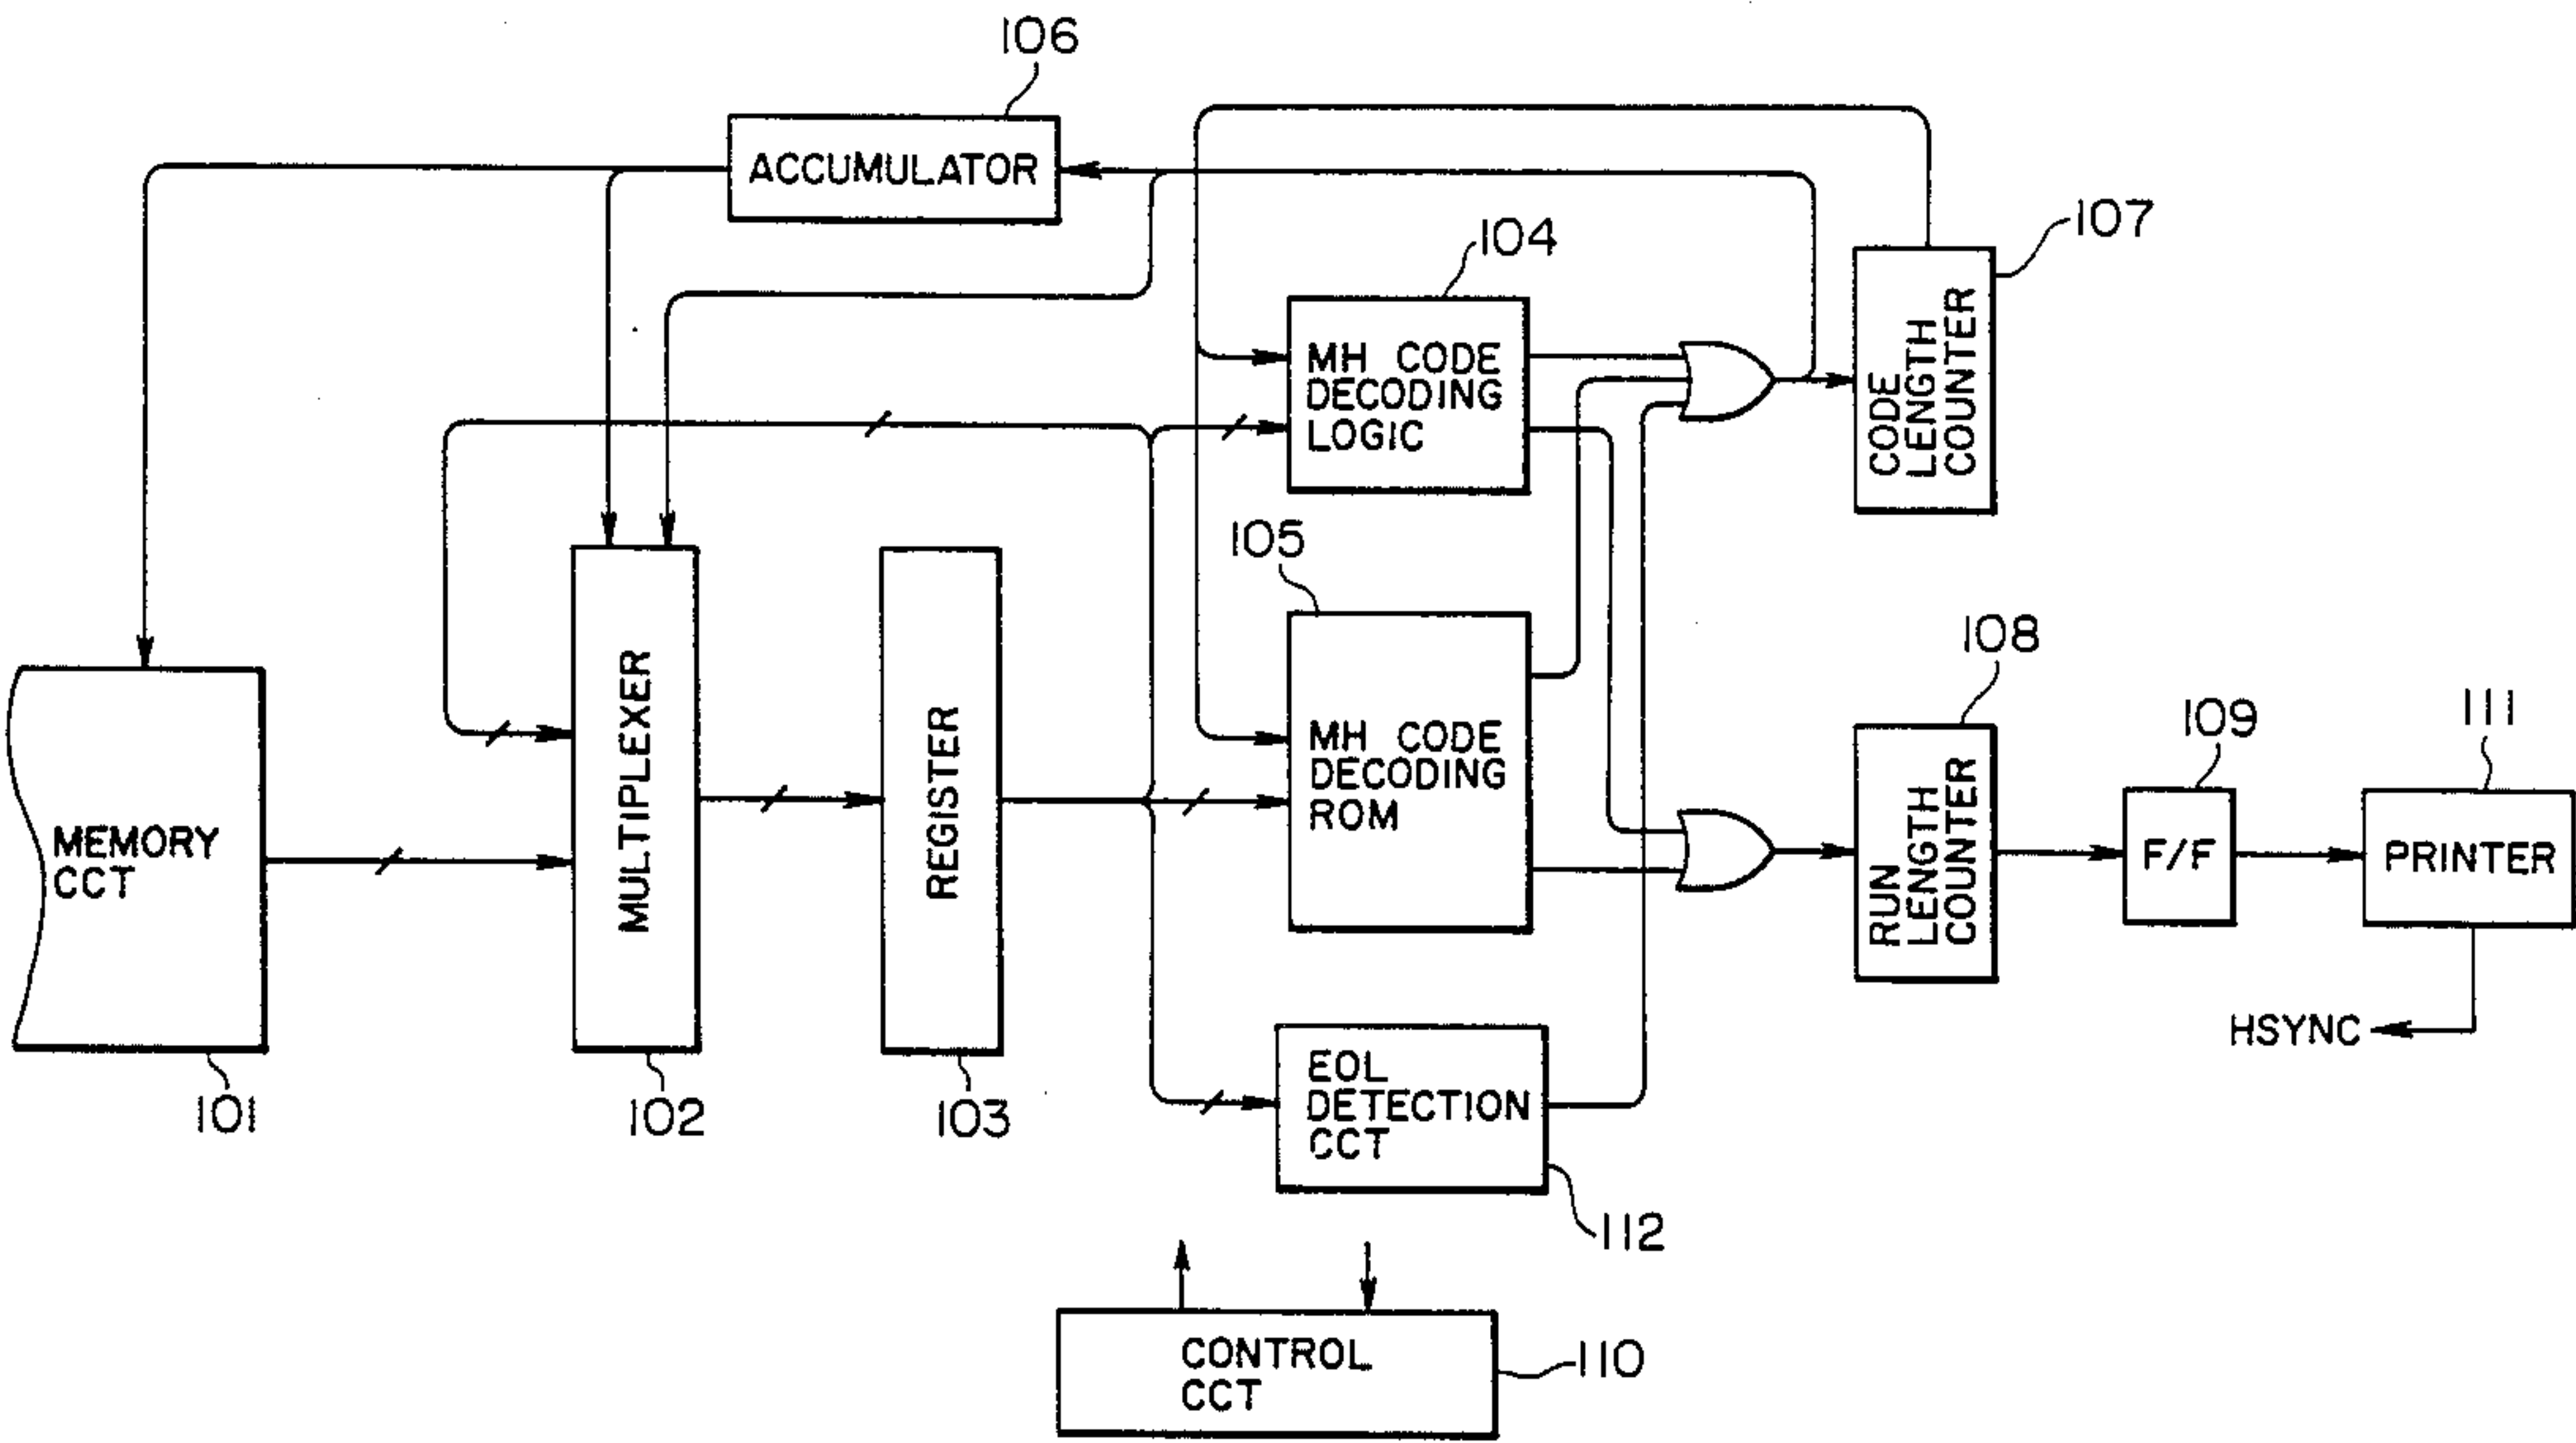 106
ACCUMULATOR
107
104
CODE
LENGTH
COUNTER
MH CODE
DECODING
LOGIC
105
108
109
111
MULTIPLEXER
REGISTER
MH CODE
DECODING
ROM
RUN
LENGTH
COUNTER
F/F
PRINTER
MEMORY
CCT
HSYNC
EOL
DETECTION
CCT
101
102
103
112
CONTROL
CCT
110